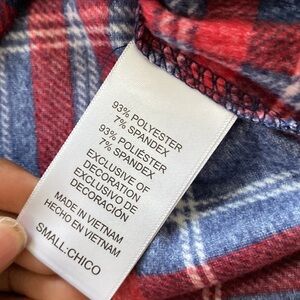 93% POLYESTER
7% SPANDEX
93% POLIÉSTER
7% SPANDEX
EXCLUSIVE OF
DECORATION
EXCLUSIVO DE
DECORACIÓN
MADE IN VIETNAM
HECHO EN VIETNAM
SMALL:CHICO